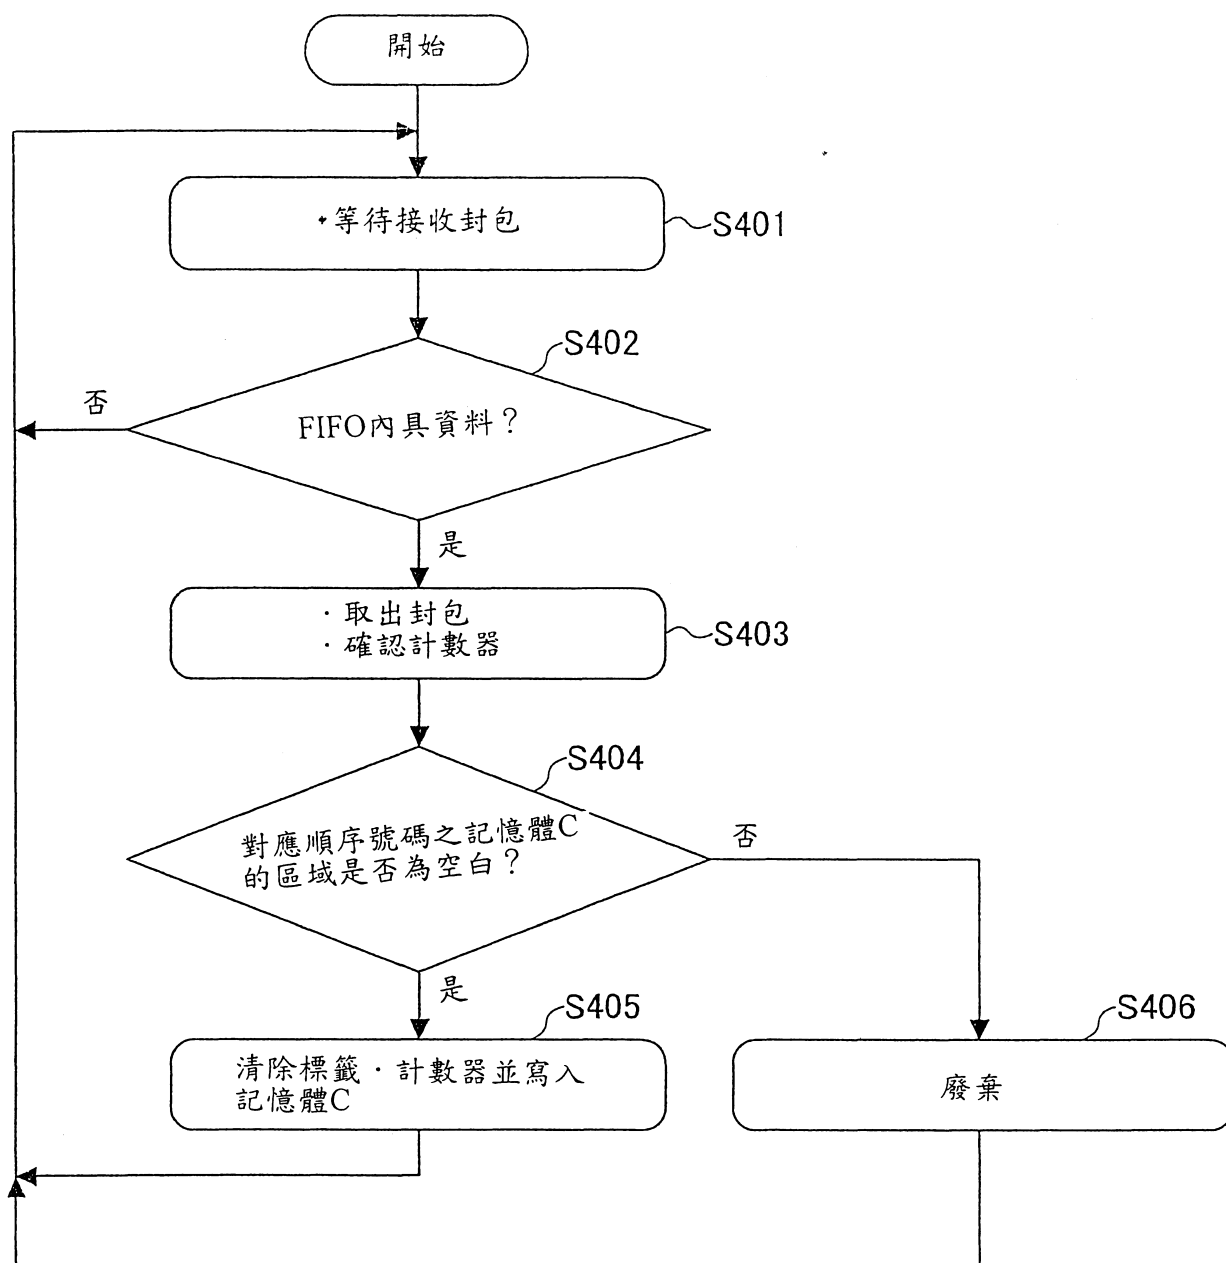 開始
・等待接收封包
S401
S402
否
FIFO內具資料？
是
・取出封包
・確認計數器
S403
S404
對應順序號碼之記憶體C
的區域是否為空白？
否
是
S405
清除標籤・計數器並寫入
記憶體C
S406
廢棄